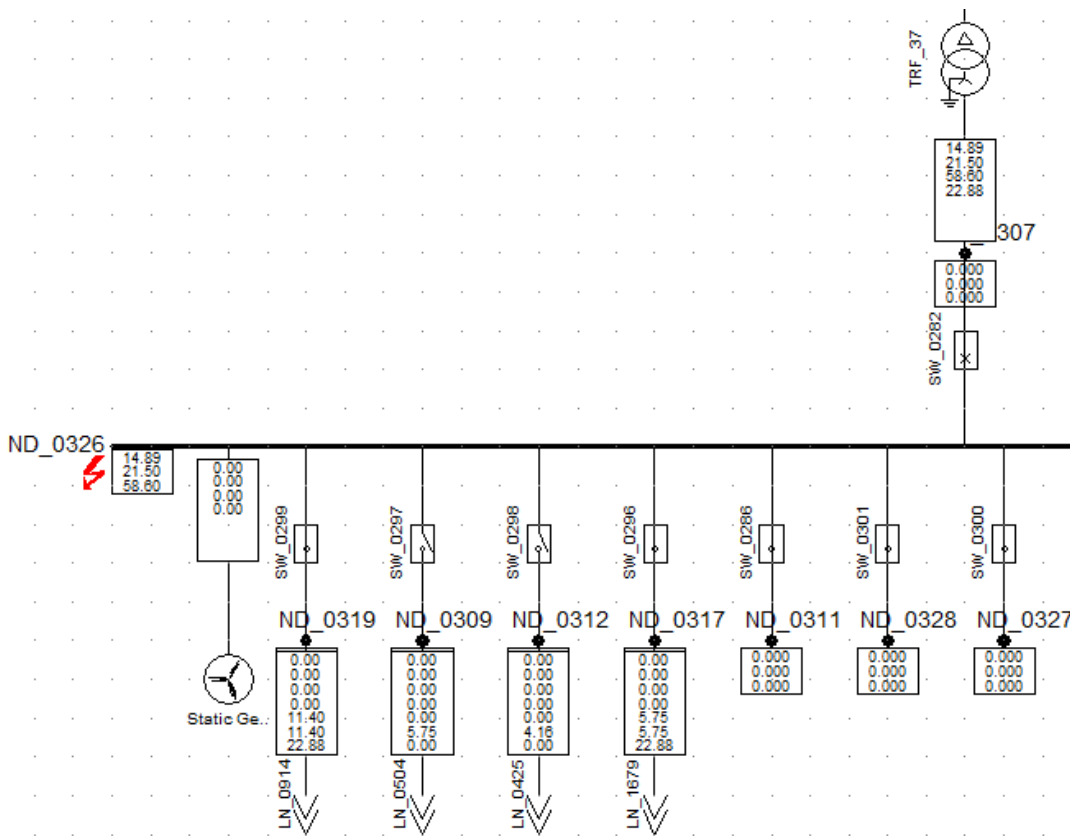 TRF_37
14.89
21.50
58.60
22.88
307
0.000
0.000
0.000
SW_0282
ND_0326
14.89
21.50
58.60
0.00
0.00
0.00
0.00
Static Ge..
SW_0299
SW_0297
SW_0298
SW_0296
SW_0286
SW_0301
SW_0300
ND_0319
ND_0309
ND_0312
ND_0317
ND_0311
ND_0328
ND_0327
0.00
0.00
0.00
0.00
11.40
11.40
22.88
0.00
0.00
0.00
0.00
0.00
5.75
0.00
0.00
0.00
0.00
0.00
0.00
4.16
0.00
0.00
0.00
0.00
0.00
5.75
5.75
22.88
0.000
0.000
0.000
0.000
0.000
0.000
0.000
0.000
0.000
LN_0914
LN_0504
LN_0425
LN_1679